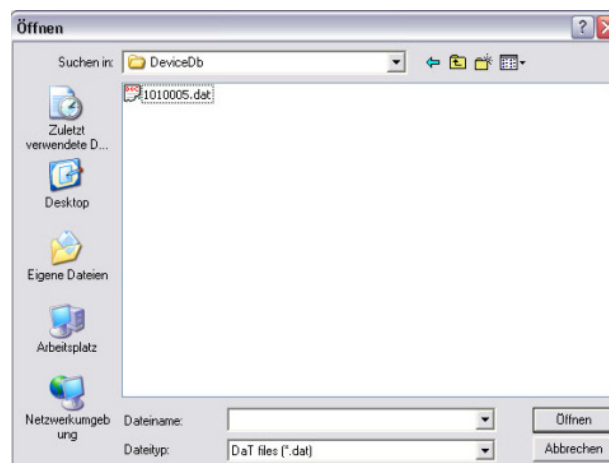 Öffnen
Suchen in:
DeviceDb
1010005.dat
Zuletzt
verwendete D...
Desktop
Eigene Dateien
Arbeitsplatz
Netzwerkumgeb
ung
Dateiname:
Öffnen
Dateityp:
DaT files (*.dat)
Abbrechen